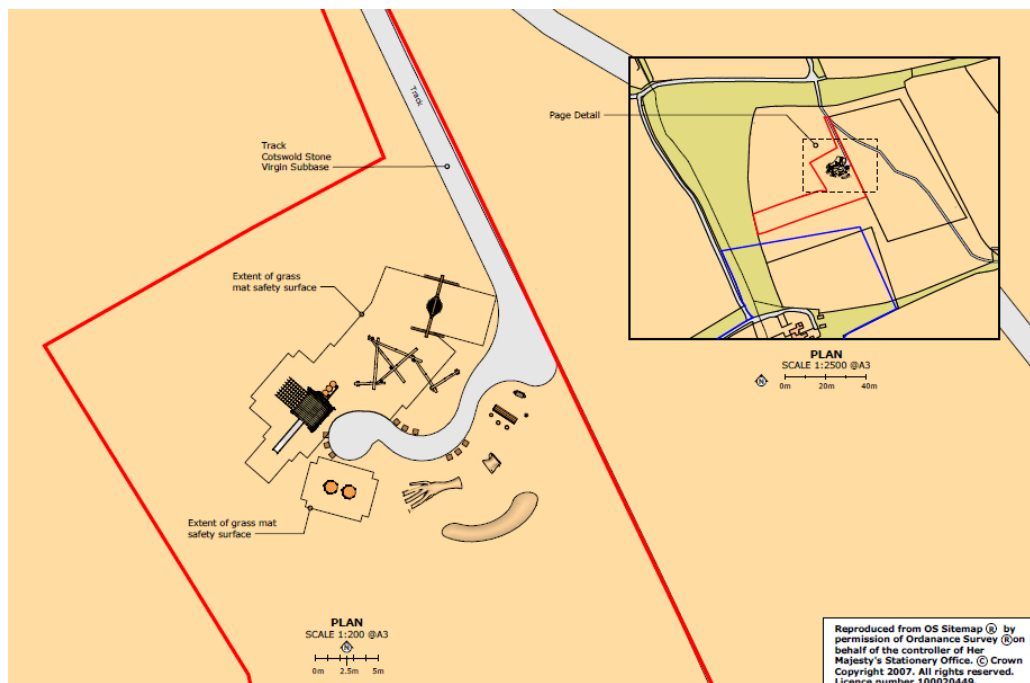 Track
Track
Cotswold Stone
Virgin Subbase
Page Detail
PLAN
SCALE 1:2500 @A3
N
0m 20m 40m
Extent of grass
mat safety surface
Extent of grass mat
safety surface
PLAN
SCALE 1:200 @A3
N
0m 2.5m 5m
Reproduced from OS Sitemap ® by
permission of Ordanance Survey ® on
behalf of the controller of Her
Majesty's Stationery Office. © Crown
Copyright 2007. All rights reserved.
Licence number 100020449